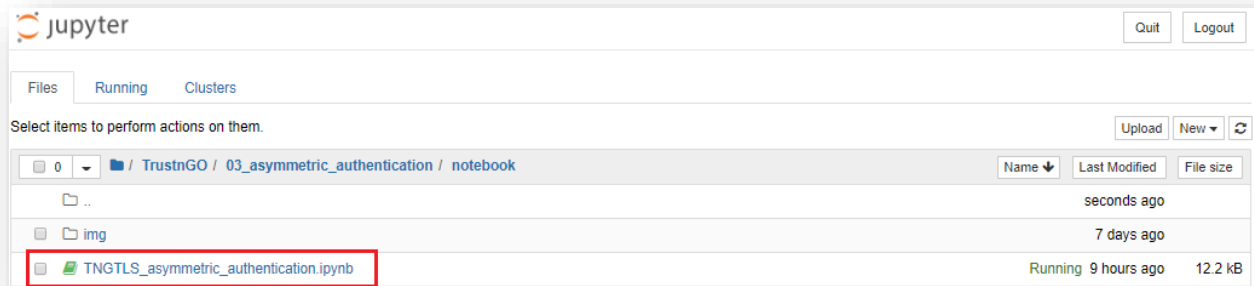 jupyter Quit Logout
Files Running Clusters
Select items to perform actions on them. Upload New
0 / TrustnGO / 03_asymmetric_authentication / notebook Name Last Modified File size
.. seconds ago
img 7 days ago
TNGTLS_asymmetric_authentication.ipynb Running 9 hours ago 12.2 kB